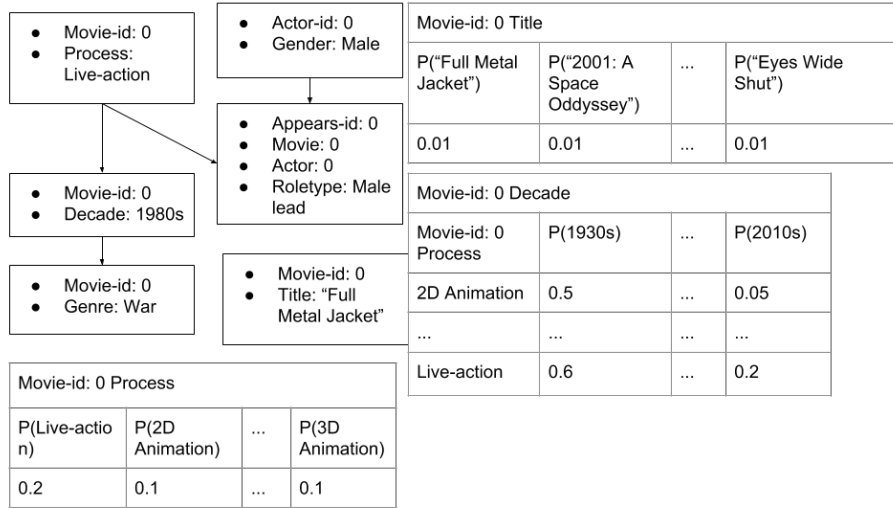 ● Movie-id: 0
● Process:
Live-action
● Actor-id: 0
● Gender: Male
● Appears-id: 0
● Movie: 0
● Actor: 0
● Roletype: Male
lead
● Movie-id: 0
● Decade: 1980s
● Movie-id: 0
● Genre: War
● Movie-id: 0
● Title: “Full
Metal Jacket”
Movie-id: 0 Title
P(“Full Metal
Jacket”)
P(“2001: A
Space
Oddyssey”)
...
P(“Eyes Wide
Shut”)
0.01
0.01
...
0.01
Movie-id: 0 Decade
Movie-id: 0
Process
P(1930s)
...
P(2010s)
2D Animation
0.5
...
0.05
...
...
...
...
Live-action
0.6
...
0.2
Movie-id: 0 Process
P(Live-actio
n)
P(2D
Animation)
...
P(3D
Animation)
0.2
0.1
...
0.1